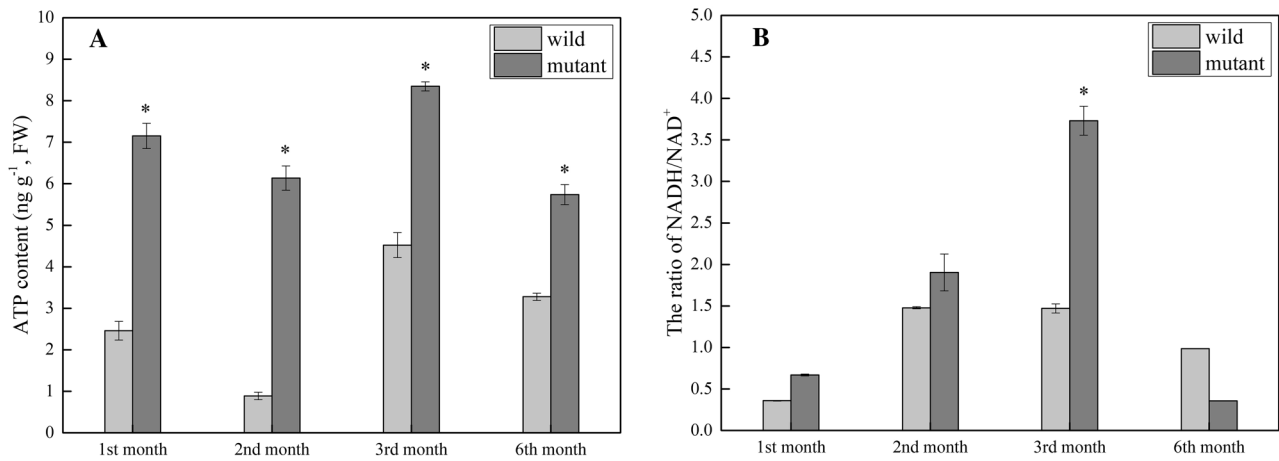 A
wild
mutant
ATP content (ng g⁻¹, FW)
10
9
8
7
6
5
4
3
2
1
0
*
*
*
*
1st month
2nd month
3rd month
6th month
B
wild
mutant
The ratio of NADH/NAD⁺
5.0
4.5
4.0
3.5
3.0
2.5
2.0
1.5
1.0
0.5
0.0
*
1st month
2nd month
3rd month
6th month